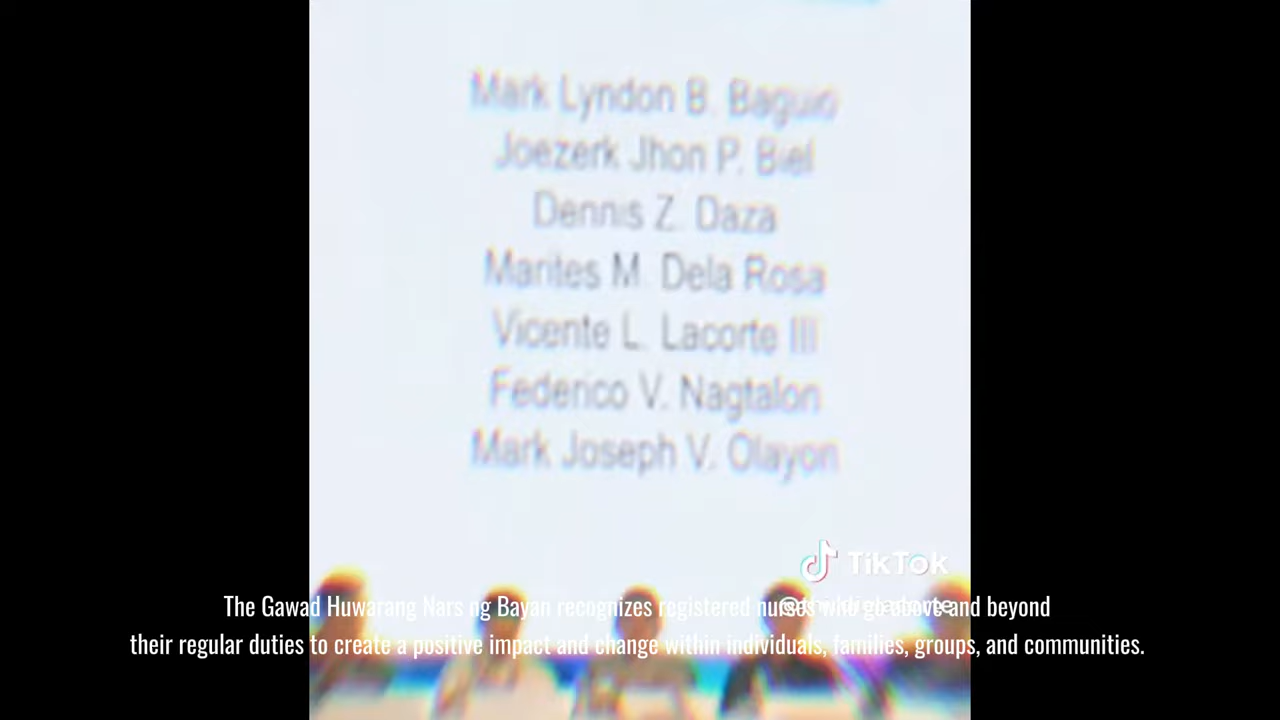 Mark Lyndon B. Baguio
Joezerk Jhon P. Biel
Dennis Z. Daza
Marites M. Dela Rosa
Vicente L. Lacorte III
Federico V. Nagtalon
Mark Joseph V. Olayon
TikTok
The Gawad Huwarang Nars ng Bayan recognizes registered nurses who go above and beyond
their regular duties to create a positive impact and change within individuals, families, groups, and communities.